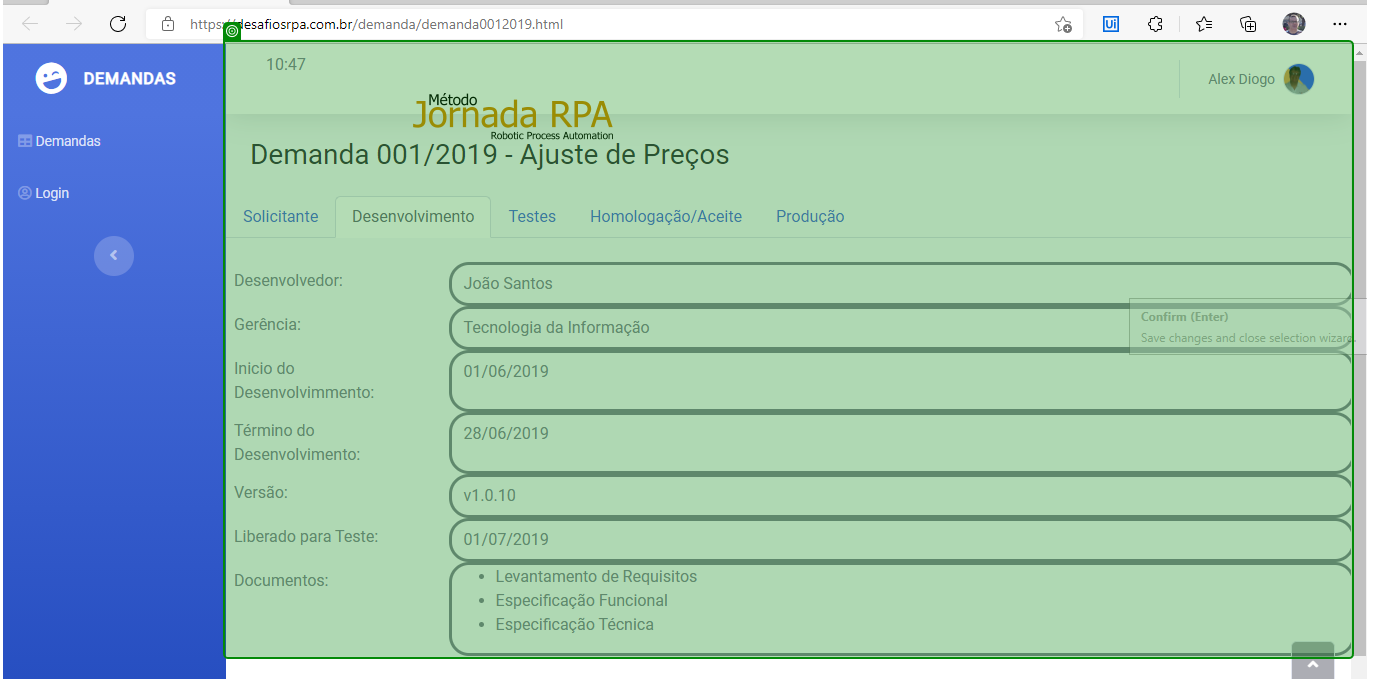 https://desafiosrpa.com.br/demanda/demanda0012019.html
Ui
DEMANDAS
Demandas
Login
10:47
Alex Diogo
Método
Jornada RPA
Robotic Process Automation
Demanda 001/2019 - Ajuste de Preços
Solicitante Desenvolvimento Testes Homologação/Aceite Produção
Desenvolvedor: João Santos
Gerência: Tecnologia da Informação
Confirm (Enter)
Save changes and close selection wizard.
Inicio do 01/06/2019
Desenvolvimmento:
Término do 28/06/2019
Desenvolvimento:
Versão: v1.0.10
Liberado para Teste: 01/07/2019
Documentos:
• Levantamento de Requisitos
• Especificação Funcional
• Especificação Técnica